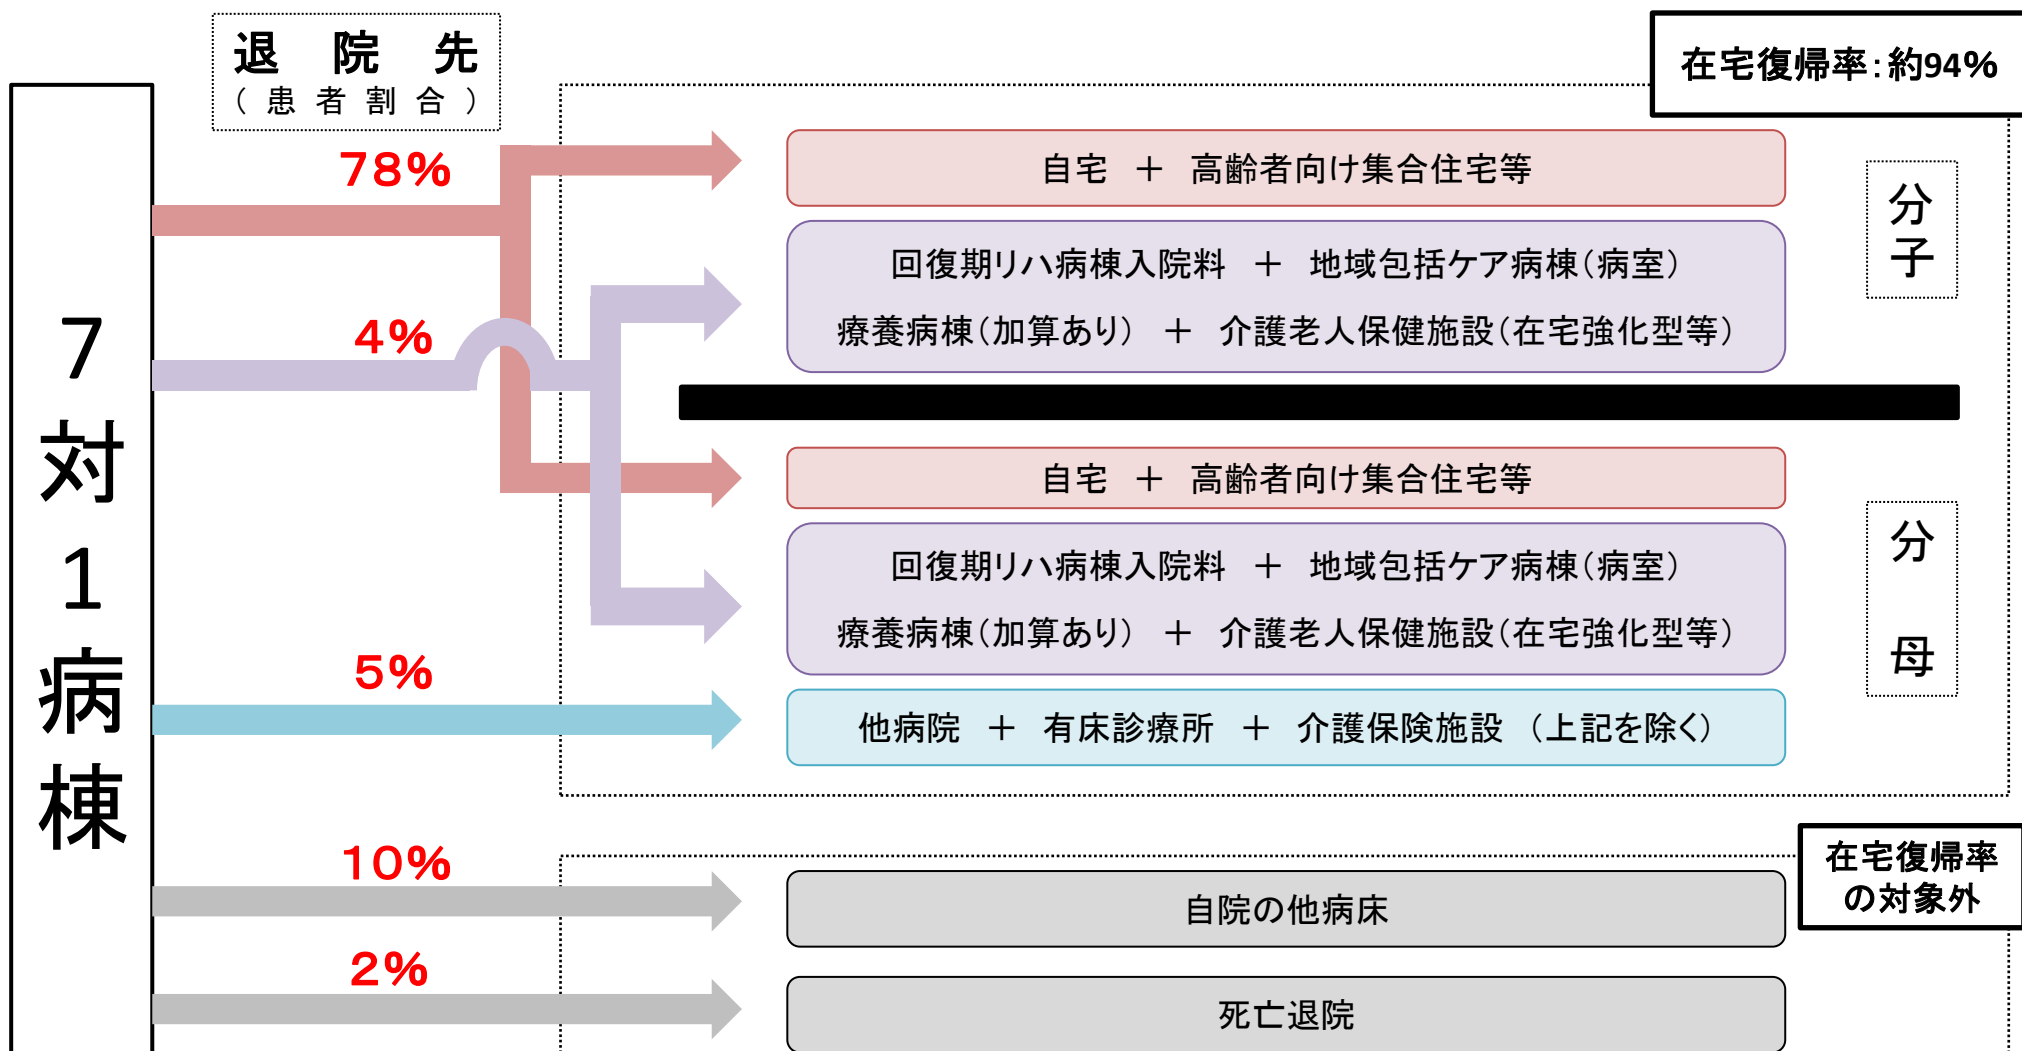 退院先
（患者割合）
在宅復帰率：約94％
7対1病棟
78%
自宅　＋　高齢者向け集合住宅等
分子
4%
回復期リハ病棟入院料　＋　地域包括ケア病棟（病室）
療養病棟（加算あり）　＋　介護老人保健施設（在宅強化型等）
自宅　＋　高齢者向け集合住宅等
分母
回復期リハ病棟入院料　＋　地域包括ケア病棟（病室）
療養病棟（加算あり）　＋　介護老人保健施設（在宅強化型等）
5%
他病院　＋　有床診療所　＋　介護保険施設　（上記を除く）
在宅復帰率
の対象外
10%
自院の他病床
2%
死亡退院